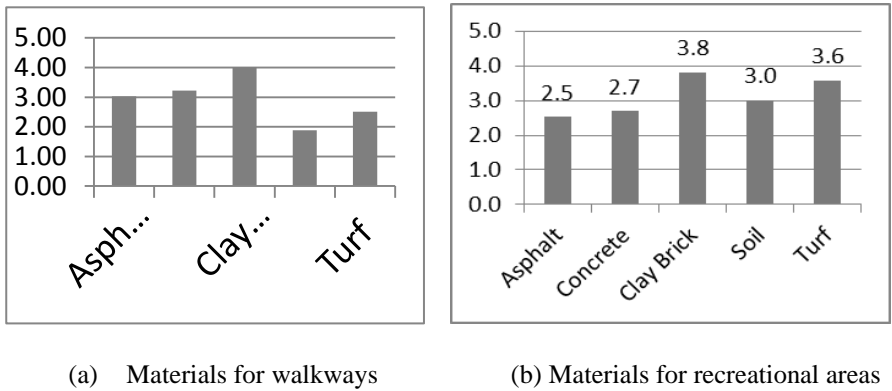 5.00
4.00
3.00
2.00
1.00
0.00
Asph...
Clay...
Turf
5.0
4.0
3.0
2.0
1.0
0.0
2.5
2.7
3.8
3.0
3.6
Asphalt
Concrete
Clay Brick
Soil
Turf
(a) Materials for walkways
(b) Materials for recreational areas